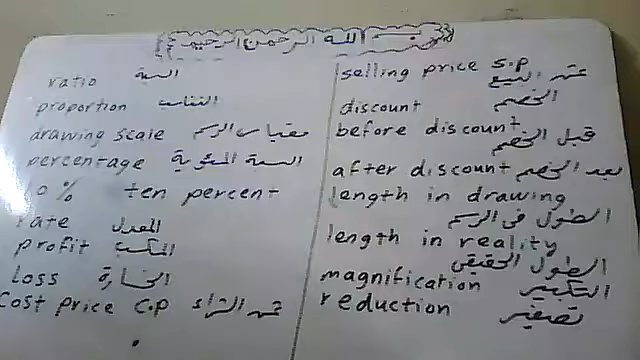 بسم الله الرحمن الرحيم
ratio النسبة
proportion التناسب
drawing scale مقياس الرسم
percentage النسبة المئوية
10 % ten percent
rate المعدل
profit المكسب
Loss الخسارة
Cost price C.p ثمن الشراء
selling price S.p ثمن البيع
discount الخصم
before discount قبل الخصم
after discount بعد الخصم
length in drawing
الطول فى الرسم
length in reality
الطول الحقيقى
magnification التكبير
reduction تصغير